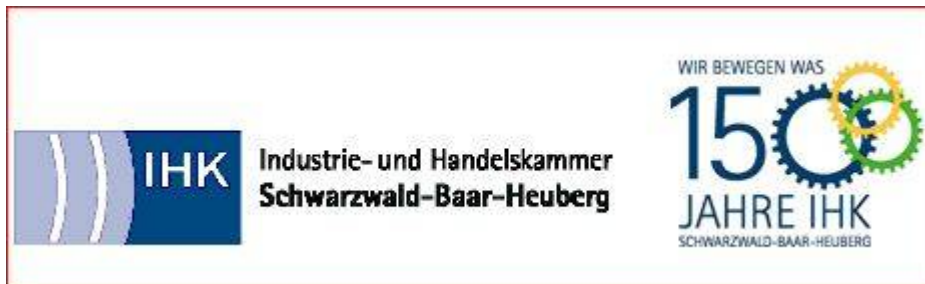 IHK
Industrie- und Handelskammer
Schwarzwald-Baar-Heuberg
WIR BEWEGEN WAS
150
JAHRE IHK
SCHWARZWALD-BAAR-HEUBERG